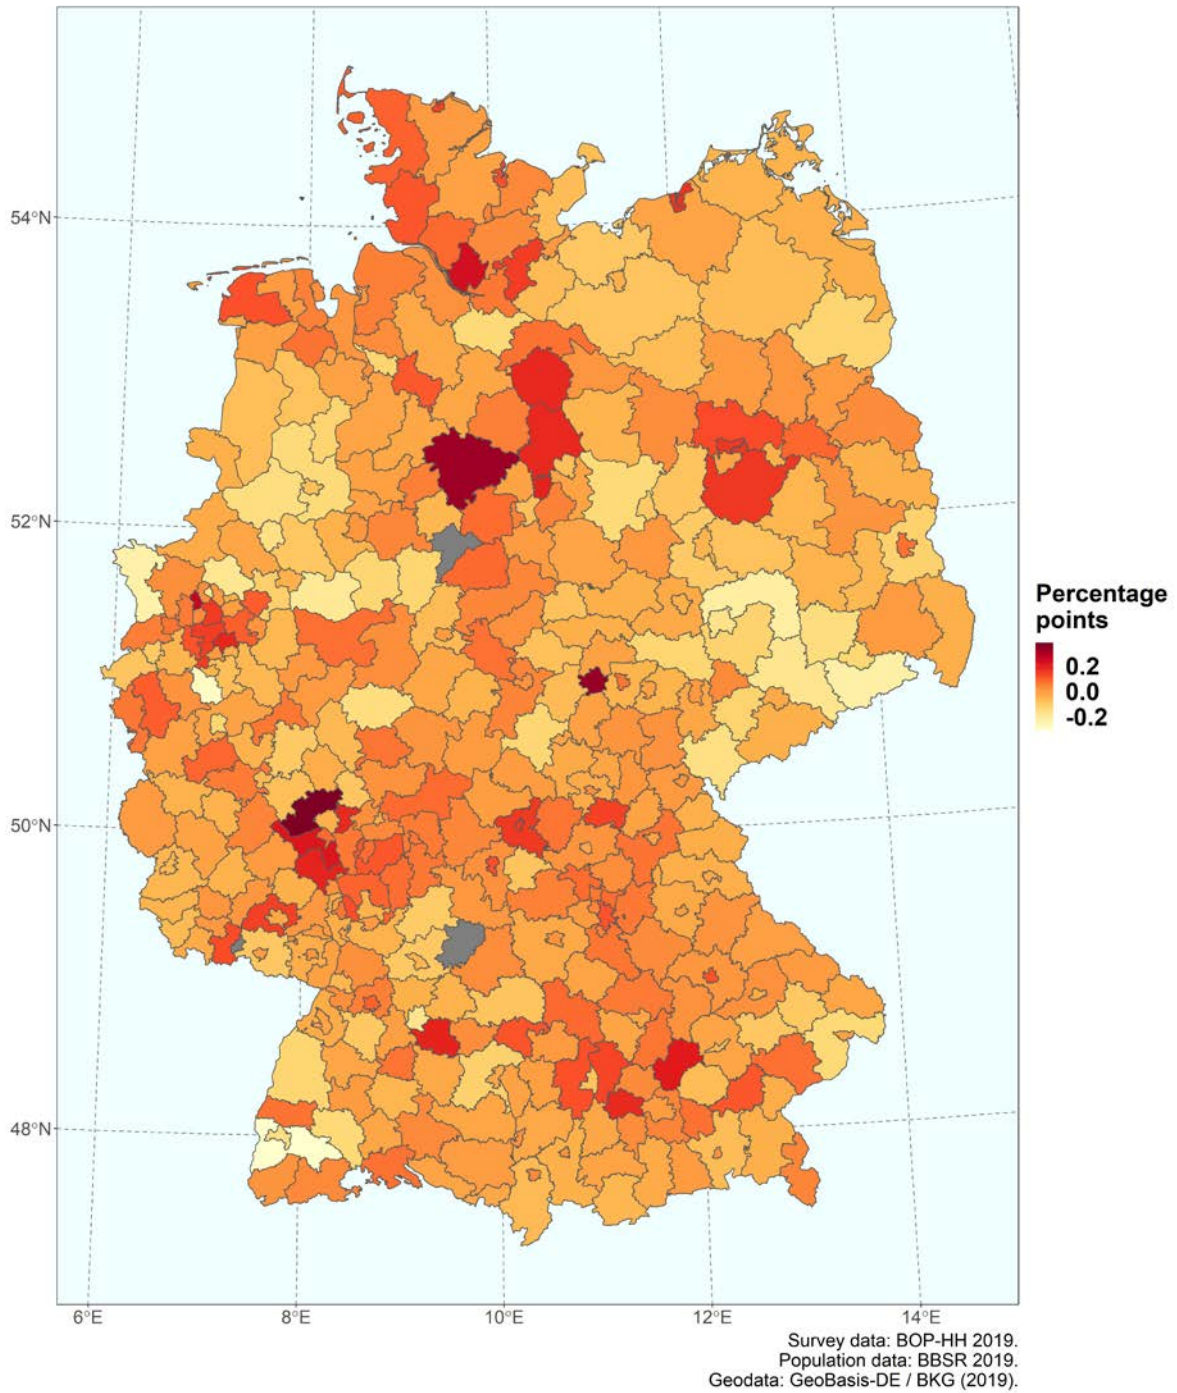 54°N
52°N
50°N
48°N
6°E
8°E
10°E
12°E
14°E
Percentage
points
0.2
0.0
-0.2
Survey data: BOP-HH 2019.
Population data: BBSR 2019.
Geodata: GeoBasis-DE / BKG (2019).